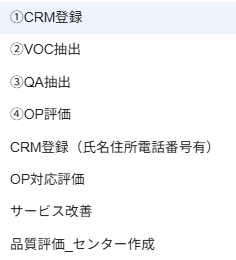 ①CRM登録
②VOC抽出
③QA抽出
④OP評価
CRM登録（氏名住所電話番号有）
OP対応評価
サービス改善
品質評価_センター作成